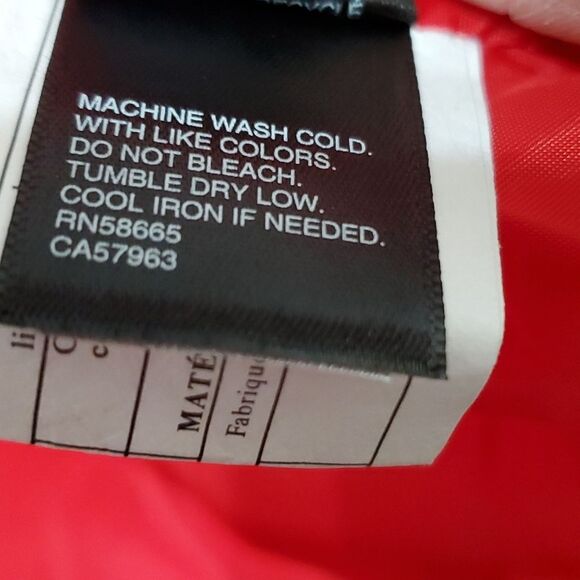 MACHINE WASH COLD.
WITH LIKE COLORS.
DO NOT BLEACH.
TUMBLE DRY LOW.
COOL IRON IF NEEDED.
RN58665
CA57963
li
C
c
MATÉ
Fabriqu